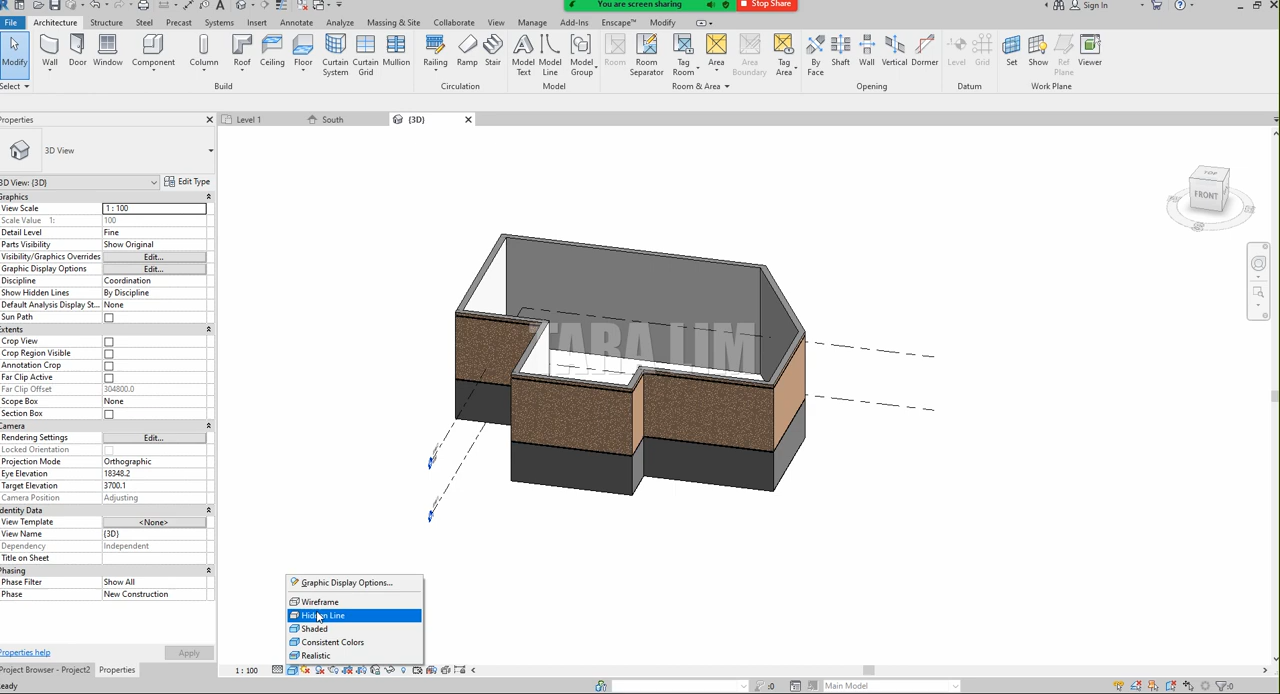 You are screen sharing
Stop Share
Sign In
File Architecture Structure Steel Precast Systems Insert Annotate Analyze Massing & Site Collaborate View Manage Add-Ins Enscape™ Modify
Modify Wall Door Window Component Column Roof Ceiling Floor Curtain System Curtain Grid Mullion Railing Ramp Stair Model Text Model Line Model Group Room Room Separator Tag Room Area Area Boundary Tag Area By Face Shaft Wall Vertical Dormer Level Grid Set Show Ref Plane Viewer
Select Build Circulation Model Room & Area Opening Datum Work Plane
Properties Level 1 South {3D}
3D View
TOP
FRONT
3D View: {3D} Edit Type
Graphics
View Scale 1 : 100
Scale Value 1: 100
Detail Level Fine
Parts Visibility Show Original
Visibility/Graphics Overrides Edit...
Graphic Display Options Edit...
Discipline Coordination
Show Hidden Lines By Discipline
Default Analysis Display St... None
Sun Path
Extents
Crop View
Crop Region Visible
Annotation Crop
Far Clip Active
Far Clip Offset 304800.0
Scope Box None
Section Box
Camera
Rendering Settings Edit...
Locked Orientation
Projection Mode Orthographic
Eye Elevation 18348.2
Target Elevation 3700.1
Camera Position Adjusting
Identity Data
View Template <None>
View Name {3D}
Dependency Independent
Title on Sheet
Phasing
Phase Filter Show All
Phase New Construction
TARA LIM
Graphic Display Options...
Wireframe
Hidden Line
Shaded
Consistent Colors
Realistic
Properties help Apply
Project Browser - Project2 Properties 1 : 100
Ready :0 Main Model :0